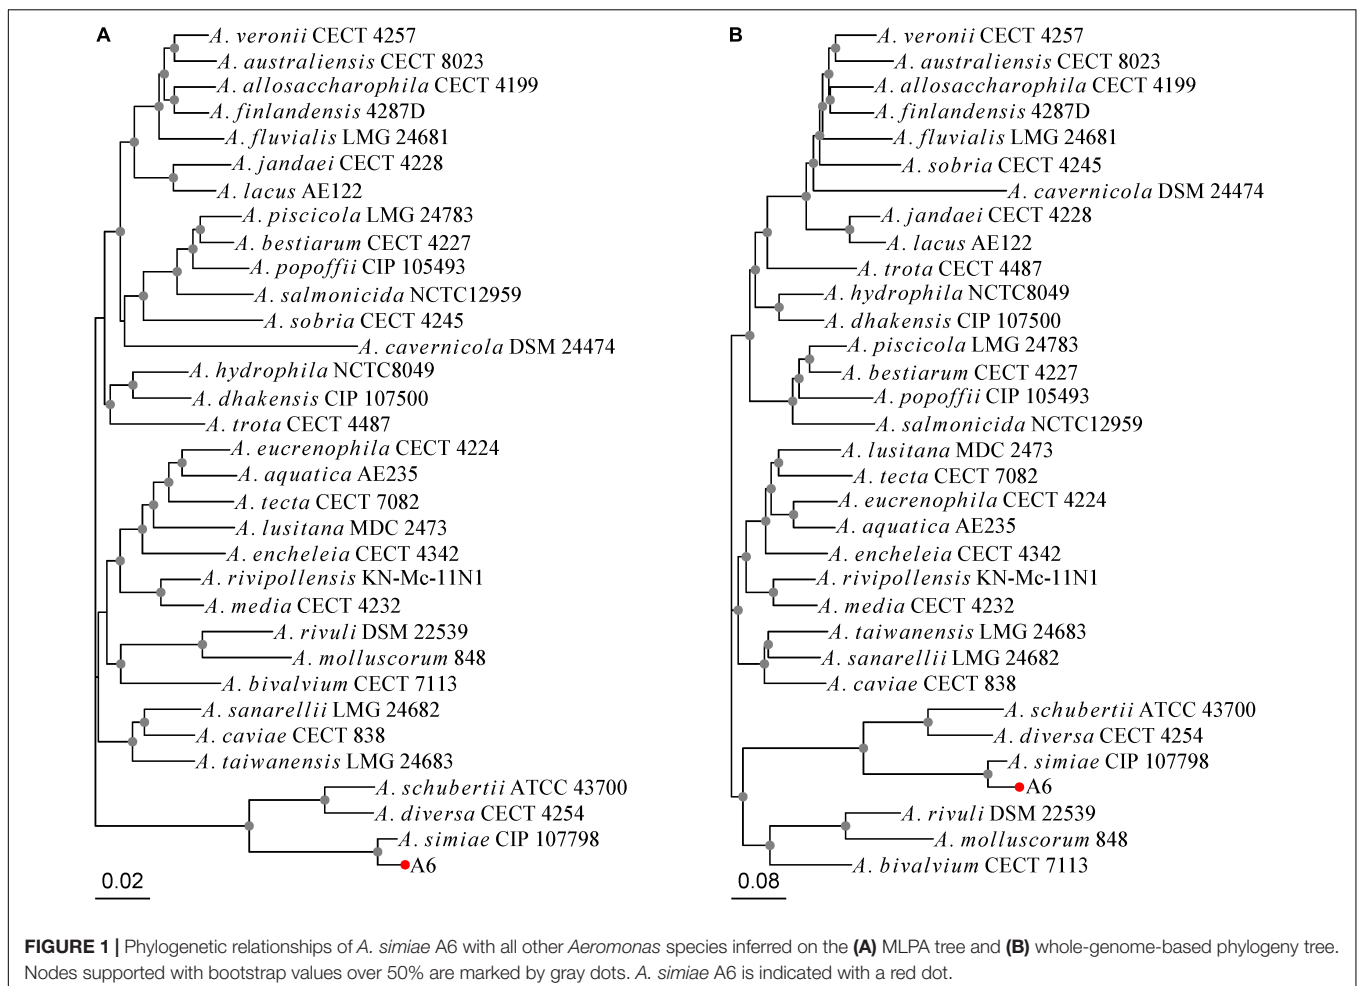 A
A. veronii CECT 4257
A. australiensis CECT 8023
A. allosaccharophila CECT 4199
A. finlandensis 4287D
A. fluvialis LMG 24681
A. jandaei CECT 4228
A. lacus AE122
A. piscicola LMG 24783
A. bestiarum CECT 4227
A. popoffii CIP 105493
A. salmonicida NCTC12959
A. sobria CECT 4245
A. cavernicola DSM 24474
A. hydrophila NCTC8049
A. dhakensis CIP 107500
A. trota CECT 4487
A. eucrenophila CECT 4224
A. aquatica AE235
A. tecta CECT 7082
A. lusitana MDC 2473
A. encheleia CECT 4342
A. rivipollensis KN-Mc-11N1
A. media CECT 4232
A. rivuli DSM 22539
A. molluscorum 848
A. bivalvium CECT 7113
A. sanarellii LMG 24682
A. caviae CECT 838
A. taiwanensis LMG 24683
A. schubertii ATCC 43700
A. diversa CECT 4254
A. simiae CIP 107798
A6
0.02
B
A. veronii CECT 4257
A. australiensis CECT 8023
A. allosaccharophila CECT 4199
A. finlandensis 4287D
A. fluvialis LMG 24681
A. sobria CECT 4245
A. cavernicola DSM 24474
A. jandaei CECT 4228
A. lacus AE122
A. trota CECT 4487
A. hydrophila NCTC8049
A. dhakensis CIP 107500
A. piscicola LMG 24783
A. bestiarum CECT 4227
A. popoffii CIP 105493
A. salmonicida NCTC12959
A. lusitana MDC 2473
A. tecta CECT 7082
A. eucrenophila CECT 4224
A. aquatica AE235
A. encheleia CECT 4342
A. rivipollensis KN-Mc-11N1
A. media CECT 4232
A. taiwanensis LMG 24683
A. sanarellii LMG 24682
A. caviae CECT 838
A. schubertii ATCC 43700
A. diversa CECT 4254
A. simiae CIP 107798
A6
A. rivuli DSM 22539
A. molluscorum 848
A. bivalvium CECT 7113
0.08
FIGURE 1 | Phylogenetic relationships of A. simiae A6 with all other Aeromonas species inferred on the (A) MLPA tree and (B) whole-genome-based phylogeny tree.
Nodes supported with bootstrap values over 50% are marked by gray dots. A. simiae A6 is indicated with a red dot.